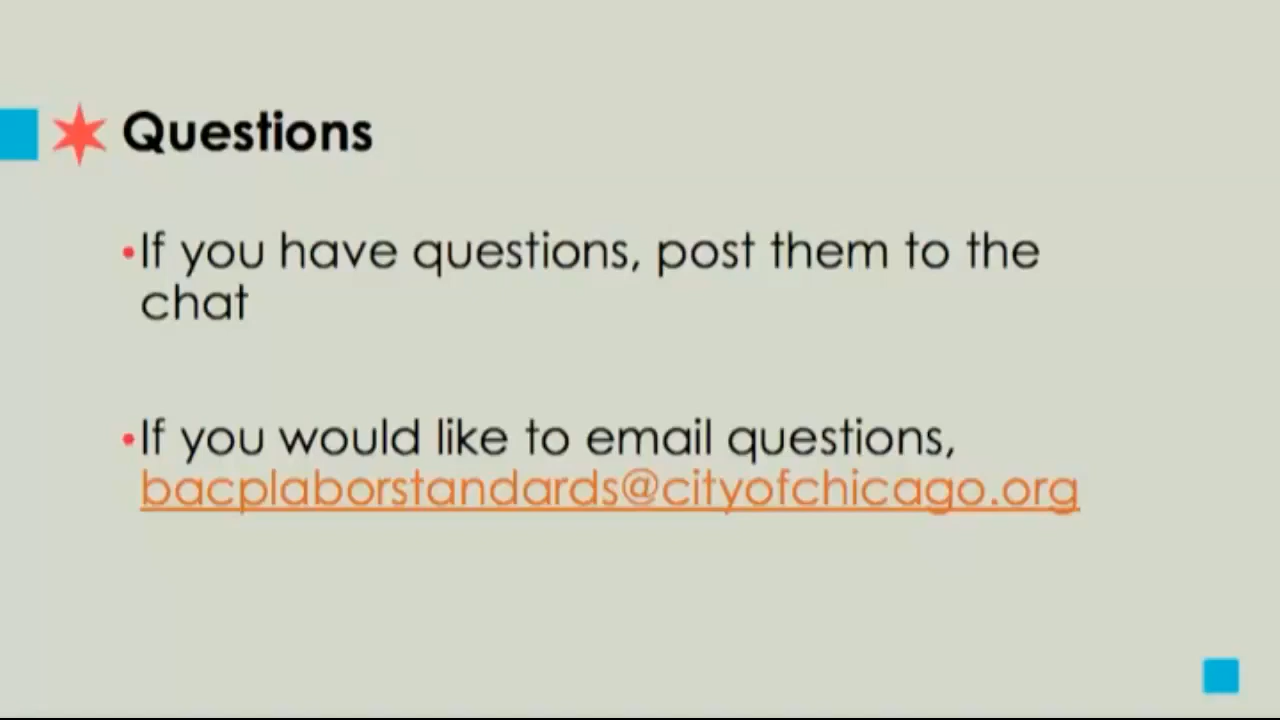 Questions
•If you have questions, post them to the
chat
•If you would like to email questions,
bacplaborstandards@cityofchicago.org